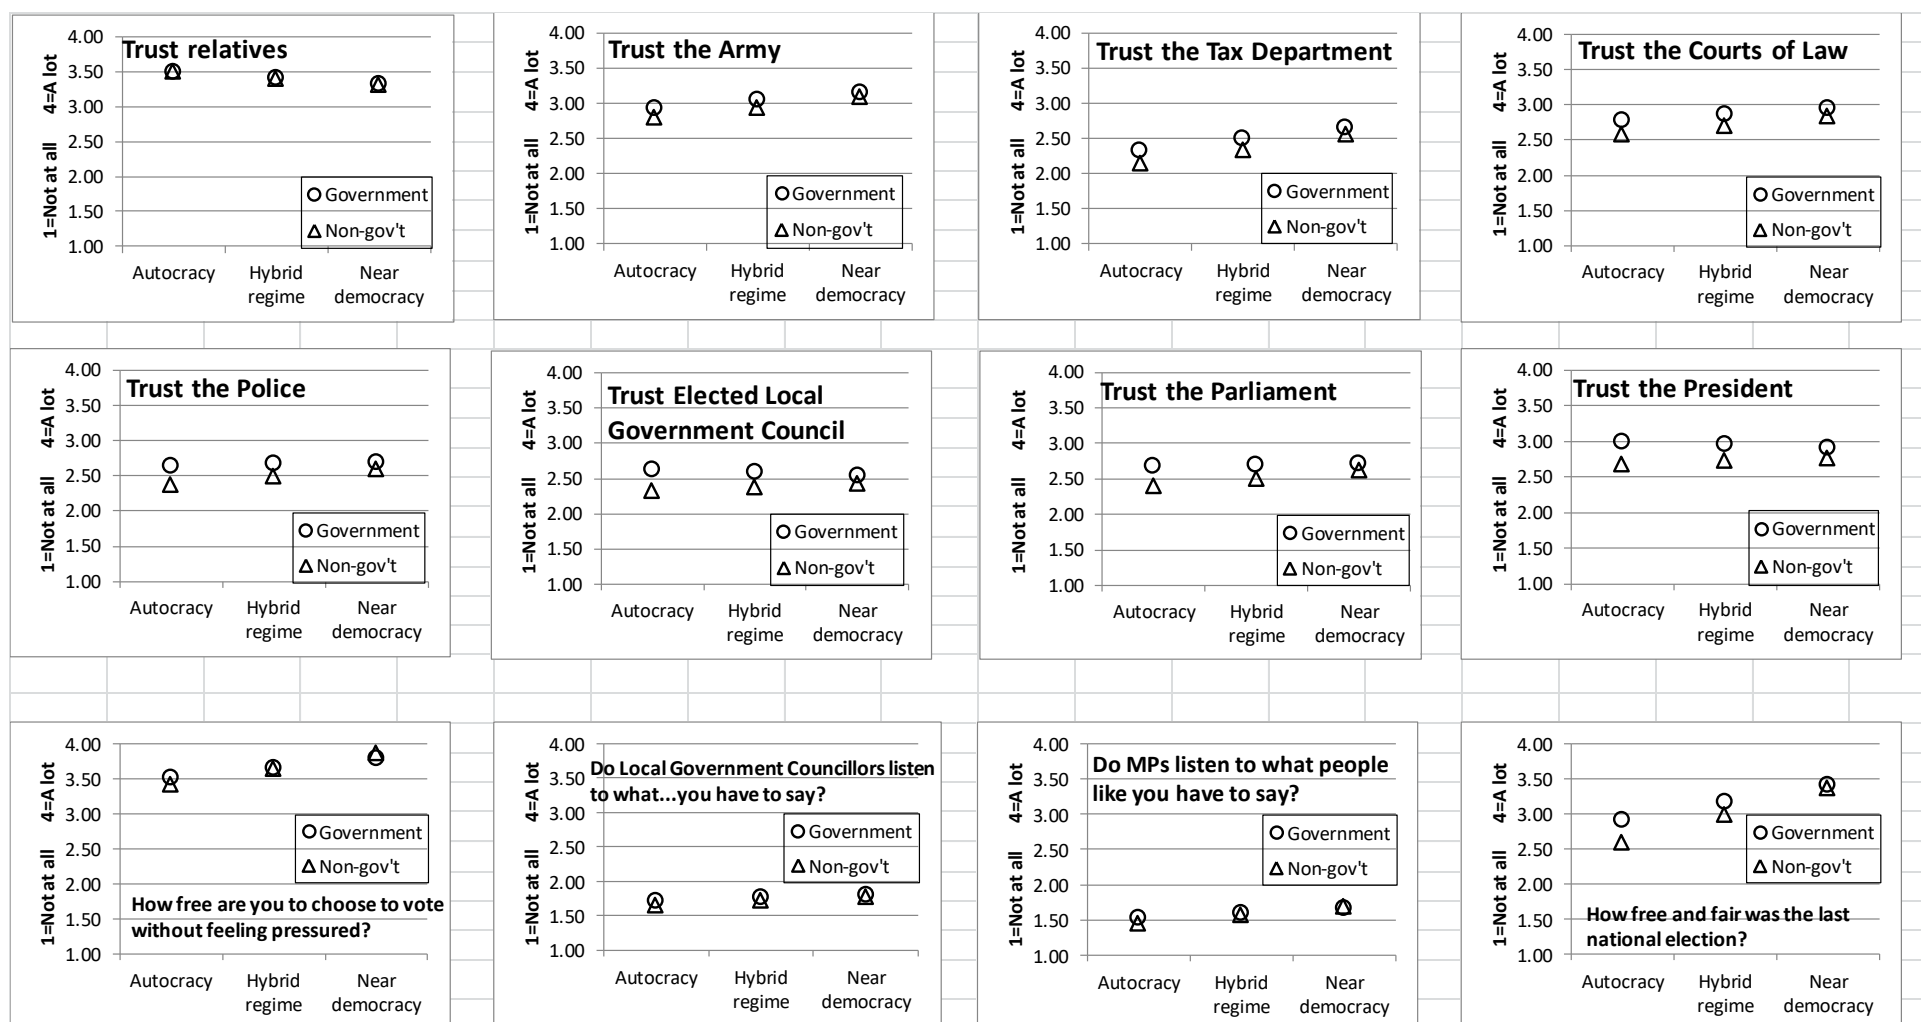 Trust relatives
4=A lot
1=Not at all
4.00
3.50
3.00
2.50
2.00
1.50
1.00
Government
Non-gov't
Autocracy
Hybrid
regime
Near
democracy
Trust the Army
4=A lot
1=Not at all
4.00
3.50
3.00
2.50
2.00
1.50
1.00
Government
Non-gov't
Autocracy
Hybrid
regime
Near
democracy
Trust the Tax Department
4=A lot
1=Not at all
4.00
3.50
3.00
2.50
2.00
1.50
1.00
Government
Non-gov't
Autocracy
Hybrid
regime
Near
democracy
Trust the Courts of Law
4=A lot
1=Not at all
4.00
3.50
3.00
2.50
2.00
1.50
1.00
Government
Non-gov't
Autocracy
Hybrid
regime
Near
democracy
Trust the Police
4=A lot
1=Not at all
4.00
3.50
3.00
2.50
2.00
1.50
1.00
Government
Non-gov't
Autocracy
Hybrid
regime
Near
democracy
Trust Elected Local
Government Council
4=A lot
1=Not at all
4.00
3.50
3.00
2.50
2.00
1.50
1.00
Government
Non-gov't
Autocracy
Hybrid
regime
Near
democracy
Trust the Parliament
4=A lot
1=Not at all
4.00
3.50
3.00
2.50
2.00
1.50
1.00
Government
Non-gov't
Autocracy
Hybrid
regime
Near
democracy
Trust the President
4=A lot
1=Not at all
4.00
3.50
3.00
2.50
2.00
1.50
1.00
Government
Non-gov't
Autocracy
Hybrid
regime
Near
democracy
4=A lot
1=Not at all
4.00
3.50
3.00
2.50
2.00
1.50
1.00
Government
Non-gov't
How free are you to choose to vote
without feeling pressured?
Autocracy
Hybrid
regime
Near
democracy
Do Local Government Councillors listen
to what...you have to say?
4=A lot
1=Not at all
4.00
3.50
3.00
2.50
2.00
1.50
1.00
Government
Non-gov't
Autocracy
Hybrid
regime
Near
democracy
Do MPs listen to what people
like you have to say?
4=A lot
1=Not at all
4.00
3.50
3.00
2.50
2.00
1.50
1.00
Government
Non-gov't
Autocracy
Hybrid
regime
Near
democracy
4=A lot
1=Not at all
4.00
3.50
3.00
2.50
2.00
1.50
1.00
Government
Non-gov't
How free and fair was the last
national election?
Autocracy
Hybrid
regime
Near
democracy